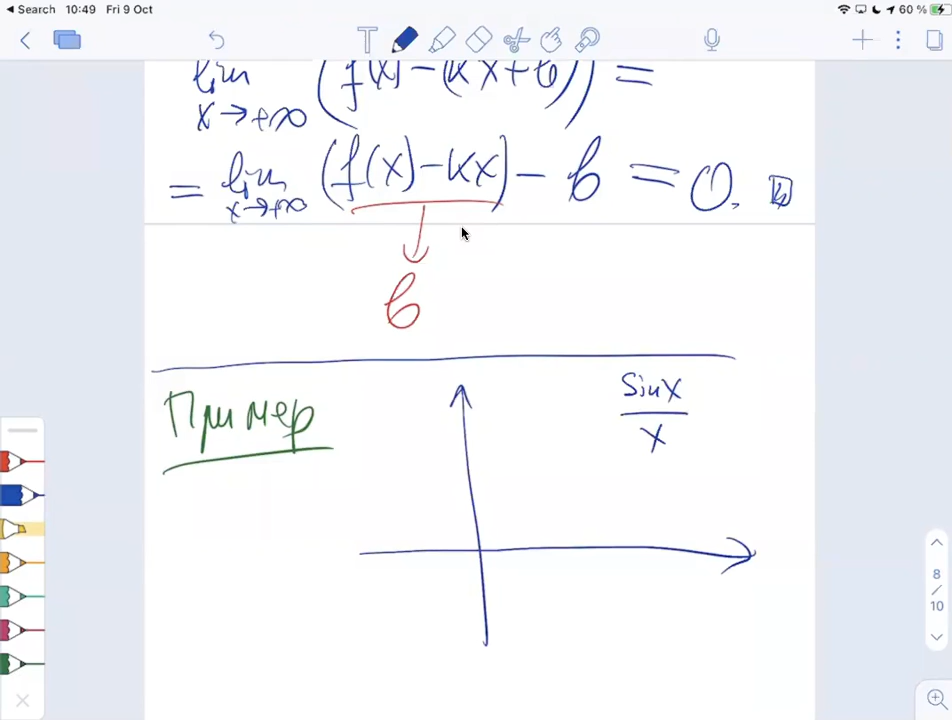 Search 10:49 Fri 9 Oct 60 %
T
lim (f(x) - (kx + b)) =
x → +∞
= lim (f(x) - kx) - b = 0.
x → +∞
b
Пример
sin x
x
8
/
10